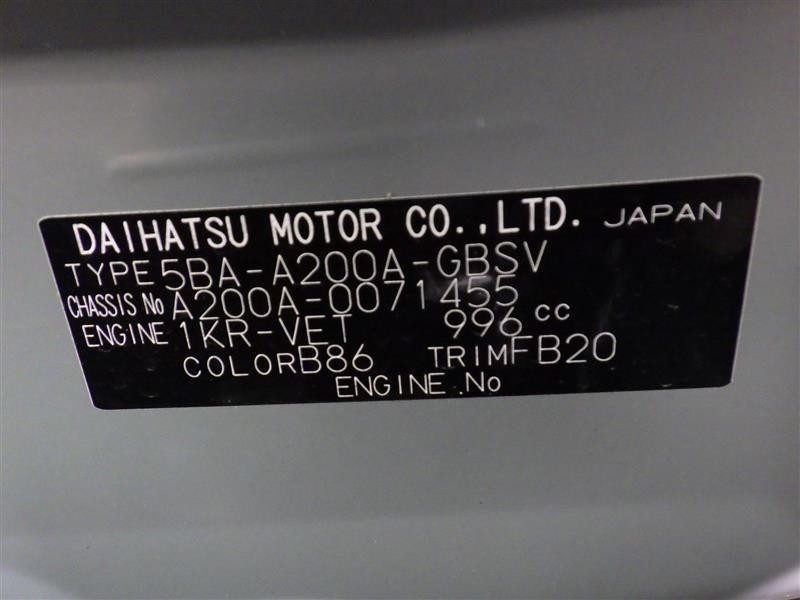 DAIHATSU MOTOR CO.,LTD. JAPAN
TYPE 5BA-A200A-GBSV
CHASSIS No A200A-0071455
ENGINE 1KR-VET 996 cc
COLOR B86 TRIM FB20
ENGINE.No